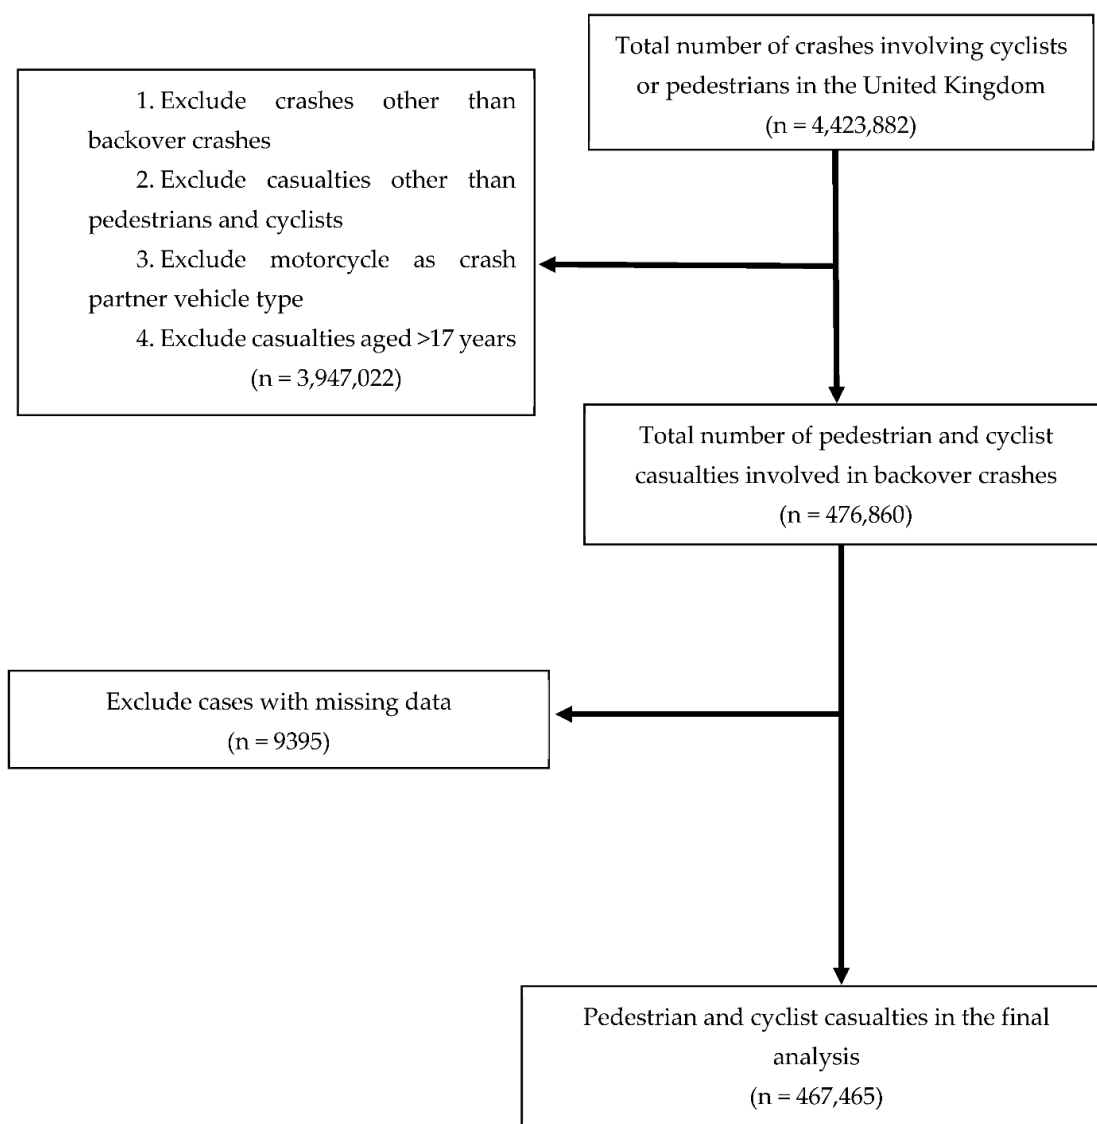 Total number of crashes involving cyclists
or pedestrians in the United Kingdom
(n = 4,423,882)
1. Exclude crashes other than
backover crashes
2. Exclude casualties other than
pedestrians and cyclists
3. Exclude motorcycle as crash
partner vehicle type
4. Exclude casualties aged >17 years
(n = 3,947,022)
Total number of pedestrian and cyclist
casualties involved in backover crashes
(n = 476,860)
Exclude cases with missing data
(n = 9395)
Pedestrian and cyclist casualties in the final
analysis
(n = 467,465)